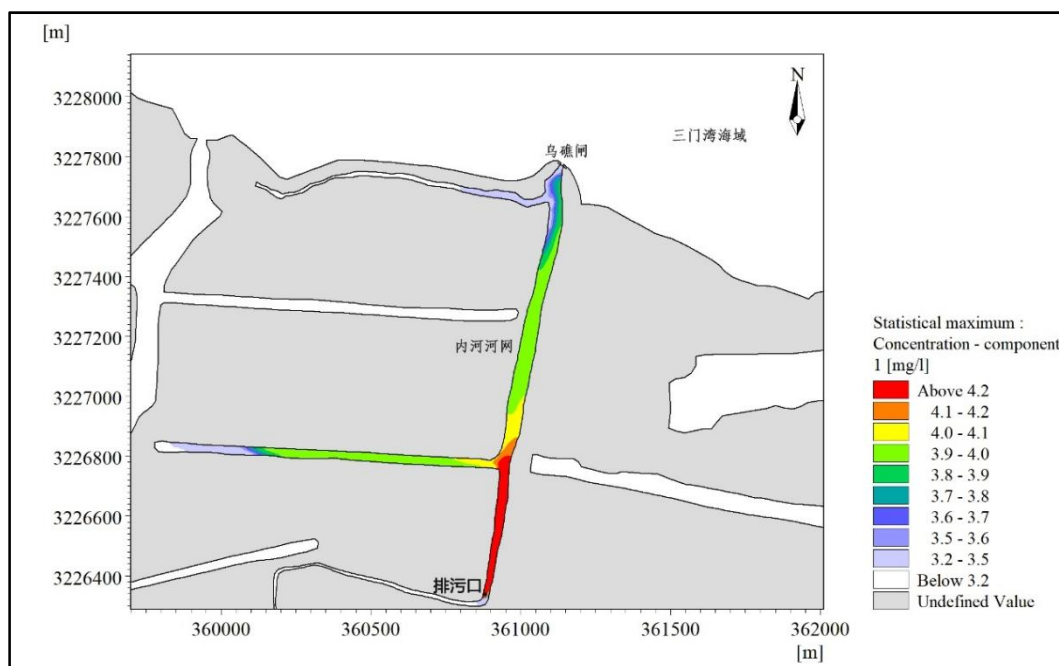 [m]
N
3228000
三门湾海域
乌礁闸
3227800
3227600
3227400
3227200
内河河网
3227000
3226800
3226600
3226400
排污口
360000
360500
361000
361500
362000
[m]
Statistical maximum :
Concentration - component
1 [mg/l]
Above 4.2
4.1 - 4.2
4.0 - 4.1
3.9 - 4.0
3.8 - 3.9
3.7 - 3.8
3.6 - 3.7
3.5 - 3.6
3.2 - 3.5
Below 3.2
Undefined Value